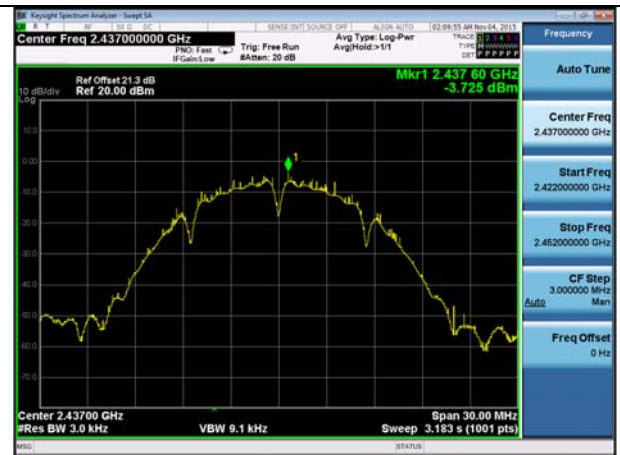 Keysight Spectrum Analyzer - Swept SA
R T RF 50 Ω DC SENSE:INT SOURCE OFF ALIGN AUTO 02:09:55 AM Nov 04, 2015
Center Freq 2.437000000 GHz
PNO: Fast
IFGain:Low
Trig: Free Run
#Atten: 20 dB
Avg Type: Log-Pwr
Avg|Hold:>1/1
TRACE 1 2 3 4 5 6
TYPE M W W W W W
DET P P P P P P
Ref Offset 21.3 dB
10 dB/div Ref 20.00 dBm
Log
Mkr1 2.437 60 GHz
-3.725 dBm
10.0
0.00
-10.0
-20.0
-30.0
-40.0
-50.0
-60.0
-70.0
1
Center 2.43700 GHz Span 30.00 MHz
#Res BW 3.0 kHz VBW 9.1 kHz Sweep 3.183 s (1001 pts)
MSG STATUS
Frequency
Auto Tune
Center Freq
2.437000000 GHz
Start Freq
2.422000000 GHz
Stop Freq
2.452000000 GHz
CF Step
3.000000 MHz
Auto Man
Freq Offset
0 Hz